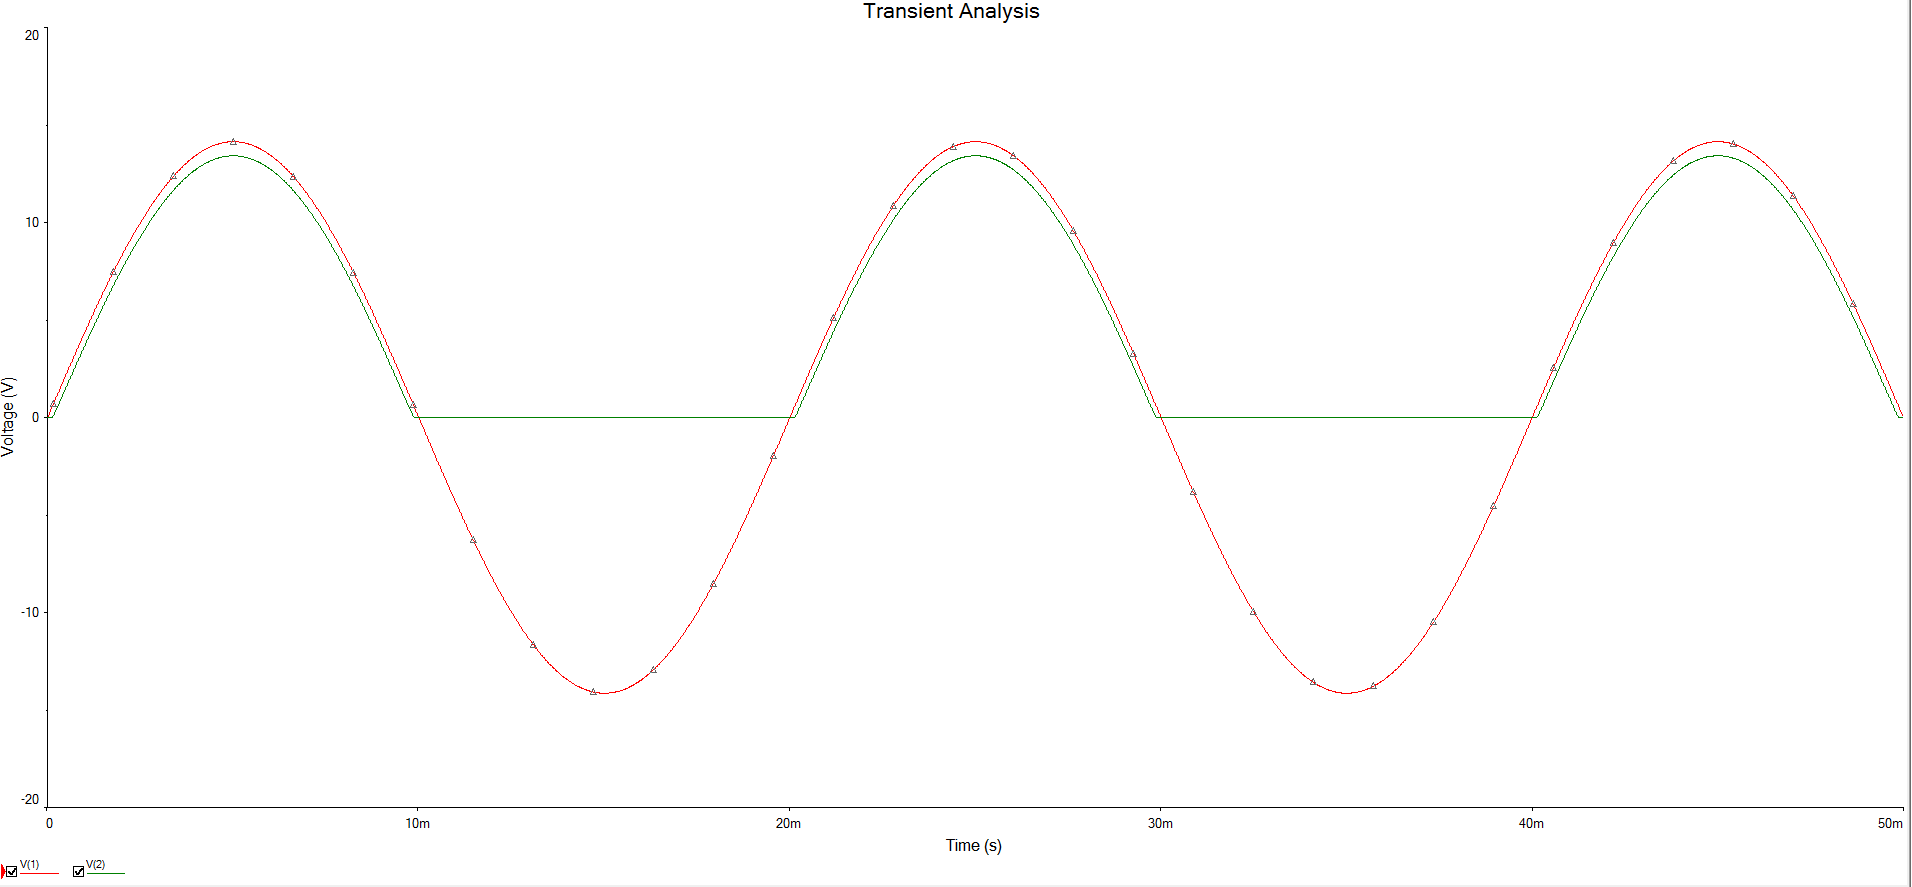 Transient Analysis
20
10
0
-10
-20
Voltage (V)
0 10m 20m 30m 40m 50m
Time (s)
V(1) V(2)